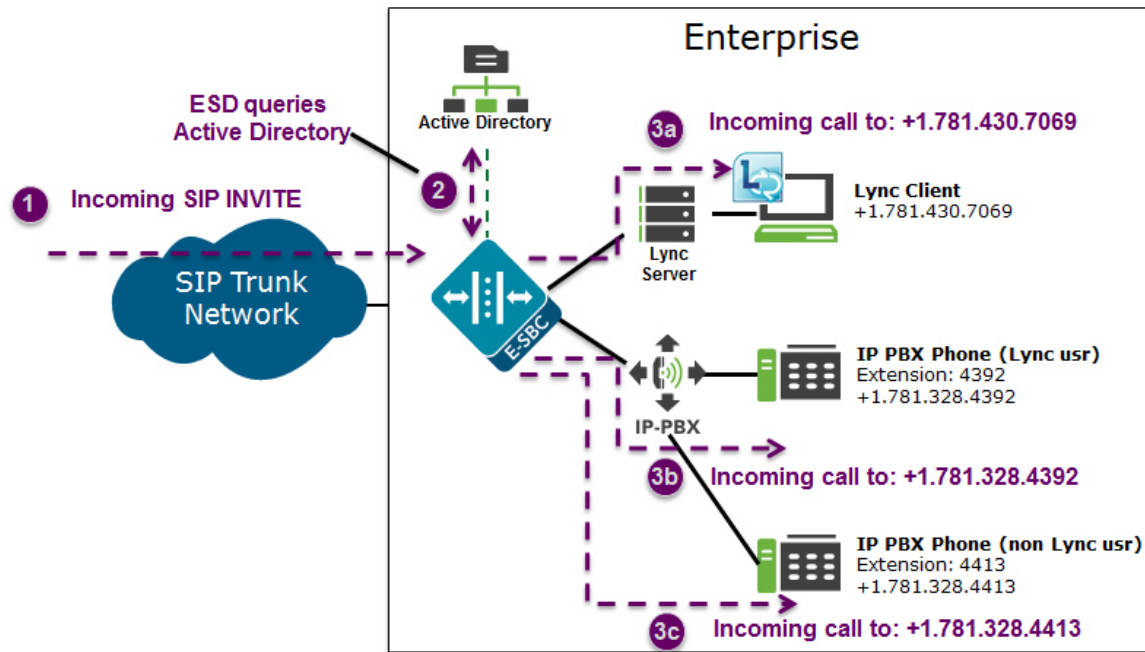 Enterprise
ESD queries
Active Directory
Active Directory
1
Incoming SIP INVITE
2
SIP Trunk
Network
E-SBC
3a
Incoming call to: +1.781.430.7069
L
Lync Client
+1.781.430.7069
Lync
Server
IP PBX Phone (Lync usr)
Extension: 4392
+1.781.328.4392
IP-PBX
3b
Incoming call to: +1.781.328.4392
IP PBX Phone (non Lync usr)
Extension: 4413
+1.781.328.4413
3c
Incoming call to: +1.781.328.4413